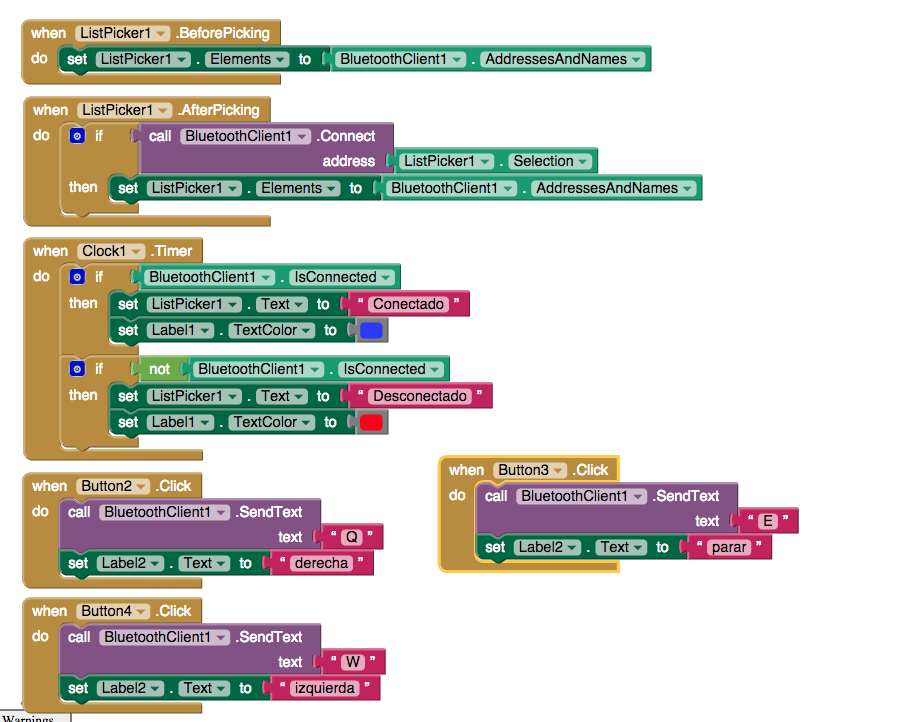 when ListPicker1 .BeforePicking
do set ListPicker1 . Elements to BluetoothClient1 . AddressesAndNames
when ListPicker1 .AfterPicking
do if call BluetoothClient1 .Connect
address ListPicker1 . Selection
then set ListPicker1 . Elements to BluetoothClient1 . AddressesAndNames
when Clock1 .Timer
do if BluetoothClient1 . IsConnected
then set ListPicker1 . Text to “ Conectado ”
set Label1 . TextColor to
if not BluetoothClient1 . IsConnected
then set ListPicker1 . Text to “ Desconectado ”
set Label1 . TextColor to
when Button2 .Click
do call BluetoothClient1 .SendText
text “ Q ”
set Label2 . Text to “ derecha ”
when Button3 .Click
do call BluetoothClient1 .SendText
text “ E ”
set Label2 . Text to “ parar ”
when Button4 .Click
do call BluetoothClient1 .SendText
text “ W ”
set Label2 . Text to “ izquierda ”
Warnings